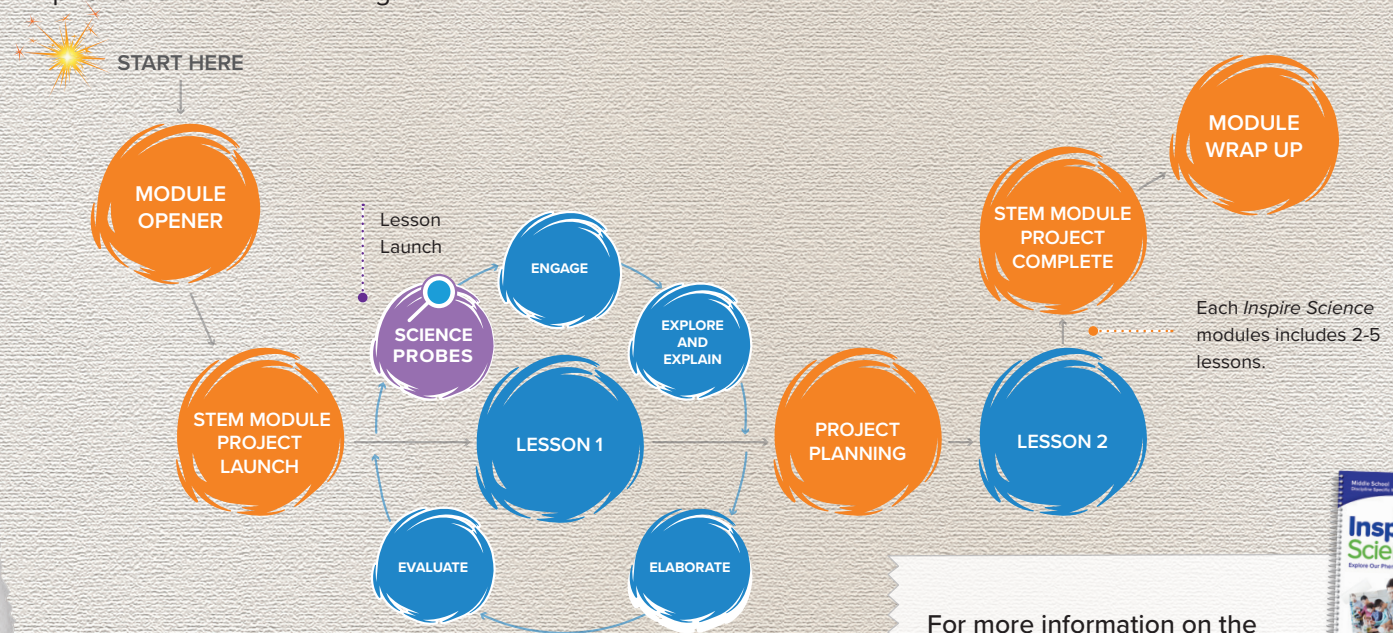 START HERE
MODULE
OPENER
STEM MODULE
PROJECT
LAUNCH
Lesson
Launch
SCIENCE
PROBES
ENGAGE
EXPLORE
AND
EXPLAIN
LESSON 1
ELABORATE
EVALUATE
PROJECT
PLANNING
LESSON 2
STEM MODULE
PROJECT
COMPLETE
MODULE
WRAP UP
Each Inspire Science
modules includes 2-5
lessons.
For more information on the
Middle School